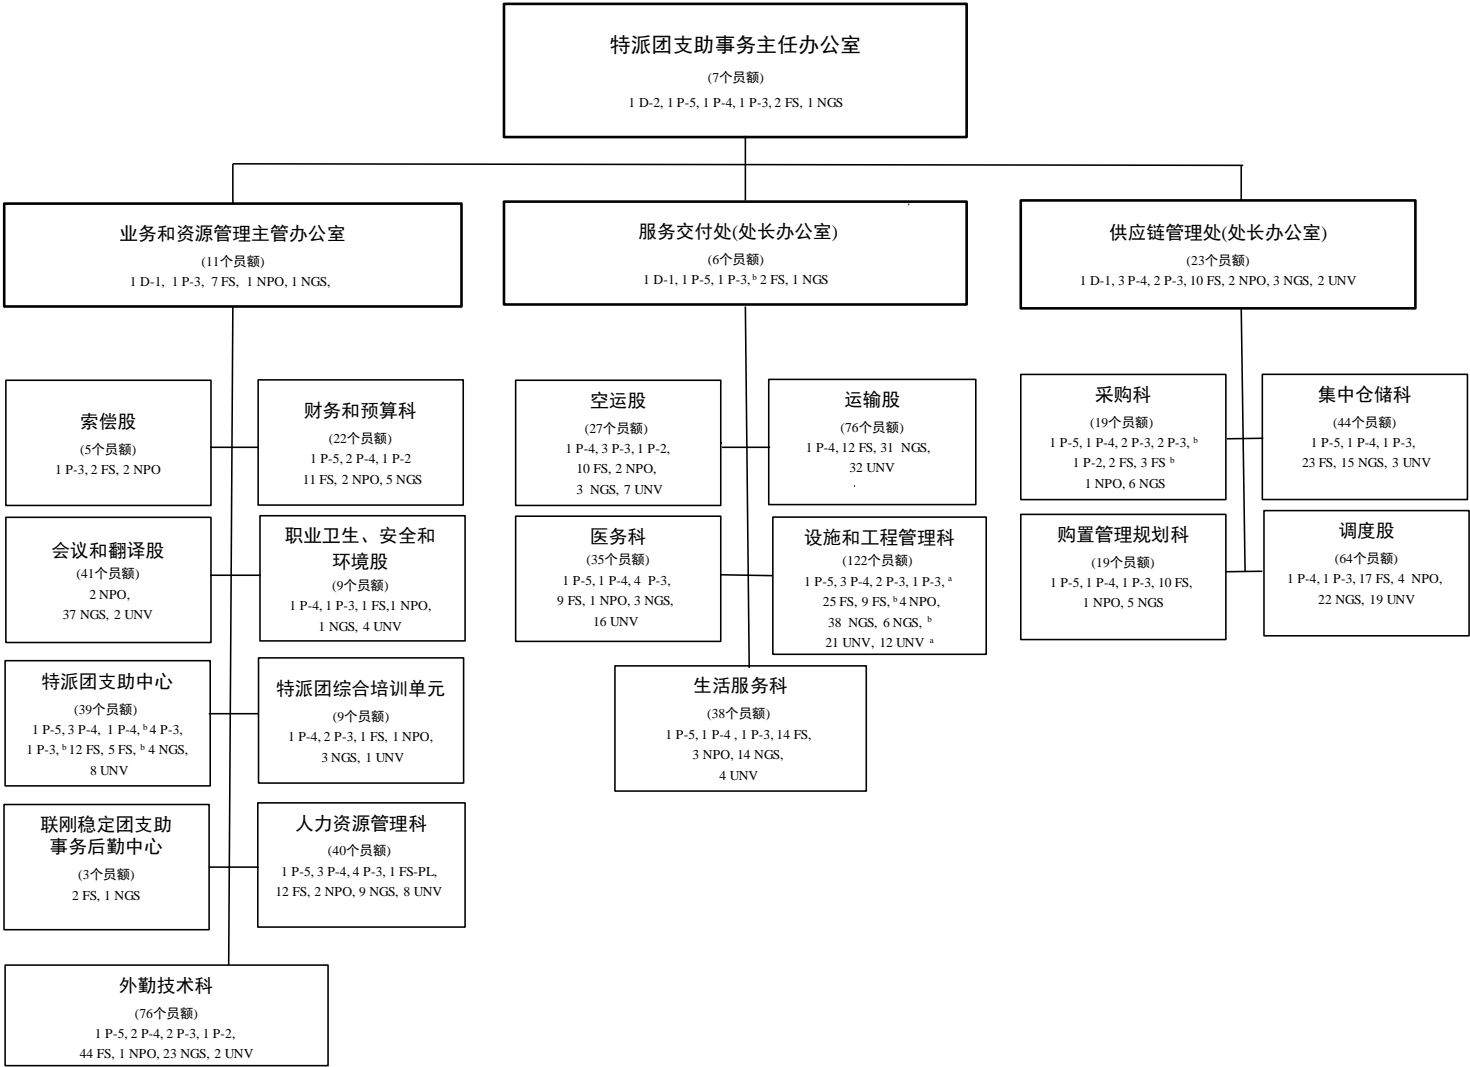 特派团支助事务主任办公室
(7个员额)
1 D-2, 1 P-5, 1 P-4, 1 P-3, 2 FS, 1 NGS
业务和资源管理主管办公室
(11个员额)
1 D-1, 1 P-3, 7 FS, 1 NPO, 1 NGS,
服务交付处(处长办公室)
(6个员额)
1 D-1, 1 P-5, 1 P-3, ᵇ 2 FS, 1 NGS
供应链管理处(处长办公室)
(23个员额)
1 D-1, 3 P-4, 2 P-3, 10 FS, 2 NPO, 3 NGS, 2 UNV
索偿股
(5个员额)
1 P-3, 2 FS, 2 NPO
财务和预算科
(22个员额)
1 P-5, 2 P-4, 1 P-2
11 FS, 2 NPO, 5 NGS
会议和翻译股
(41个员额)
2 NPO,
37 NGS, 2 UNV
职业卫生、安全和
环境股
(9个员额)
1 P-4, 1 P-3, 1 FS,1 NPO,
1 NGS, 4 UNV
特派团支助中心
(39个员额)
1 P-5, 3 P-4, 1 P-4, ᵇ 4 P-3,
1 P-3, ᵇ 12 FS, 5 FS, ᵇ 4 NGS,
8 UNV
特派团综合培训单元
(9个员额)
1 P-4, 2 P-3, 1 FS, 1 NPO,
3 NGS, 1 UNV
联刚稳定团支助
事务后勤中心
(3个员额)
2 FS, 1 NGS
人力资源管理科
(40个员额)
1 P-5, 3 P-4, 4 P-3, 1 FS-PL,
12 FS, 2 NPO, 9 NGS, 8 UNV
外勤技术科
(76个员额)
1 P-5, 2 P-4, 2 P-3, 1 P-2,
44 FS, 1 NPO, 23 NGS, 2 UNV
空运股
(27个员额)
1 P-4, 3 P-3, 1 P-2,
10 FS, 2 NPO,
3 NGS, 7 UNV
运输股
(76个员额)
1 P-4, 12 FS, 31 NGS,
32 UNV
医务科
(35个员额)
1 P-5, 1 P-4, 4 P-3,
9 FS, 1 NPO, 3 NGS,
16 UNV
设施和工程管理科
(122个员额)
1 P-5, 3 P-4, 2 P-3, 1 P-3, ᵃ
25 FS, 9 FS, ᵇ 4 NPO,
38 NGS, 6 NGS, ᵇ
21 UNV, 12 UNV ᵃ
生活服务科
(38个员额)
1 P-5, 1 P-4 , 1 P-3, 14 FS,
3 NPO, 14 NGS,
4 UNV
采购科
(19个员额)
1 P-5, 1 P-4, 2 P-3, 2 P-3, ᵇ
1 P-2, 2 FS, 3 FS ᵇ
1 NPO, 6 NGS
集中仓储科
(44个员额)
1 P-5, 1 P-4, 1 P-3,
23 FS, 15 NGS, 3 UNV
购置管理规划科
(19个员额)
1 P-5, 1 P-4, 1 P-3, 10 FS,
1 NPO, 5 NGS
调度股
(64个员额)
1 P-4, 1 P-3, 17 FS, 4 NPO,
22 NGS, 19 UNV